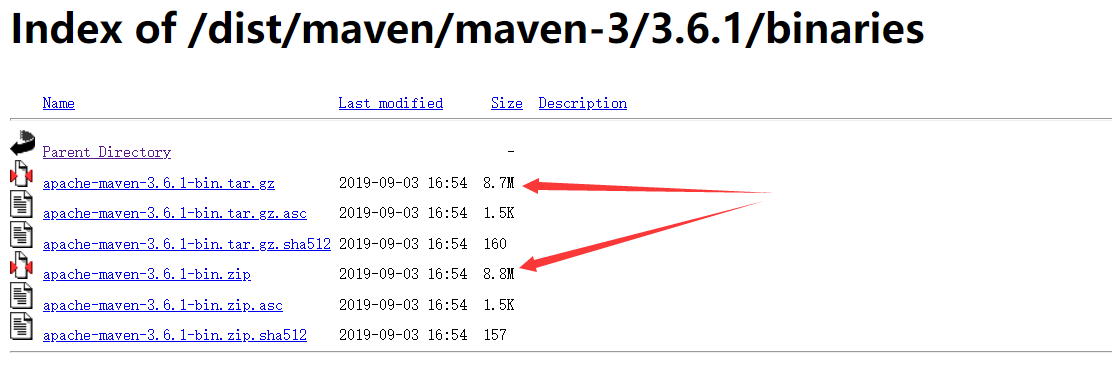 Index of /dist/maven/maven-3/3.6.1/binaries
Name Last modified Size Description
Parent Directory -
apache-maven-3.6.1-bin.tar.gz 2019-09-03 16:54 8.7M
apache-maven-3.6.1-bin.tar.gz.asc 2019-09-03 16:54 1.5K
apache-maven-3.6.1-bin.tar.gz.sha512 2019-09-03 16:54 160
apache-maven-3.6.1-bin.zip 2019-09-03 16:54 8.8M
apache-maven-3.6.1-bin.zip.asc 2019-09-03 16:54 1.5K
apache-maven-3.6.1-bin.zip.sha512 2019-09-03 16:54 157